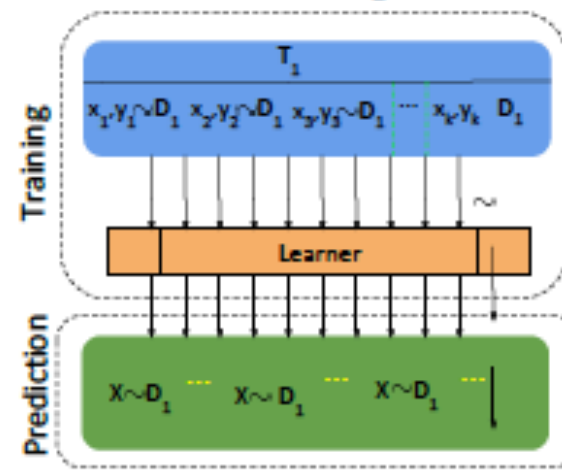 Training
T₁
x₁,y₁~D₁ x₂,y₂~D₁ x₃,y₃~D₁ ... xₖ,yₖ D₁
~
Learner
Prediction
X~D₁ ---- X~ D₁ ---- X~D₁ ----